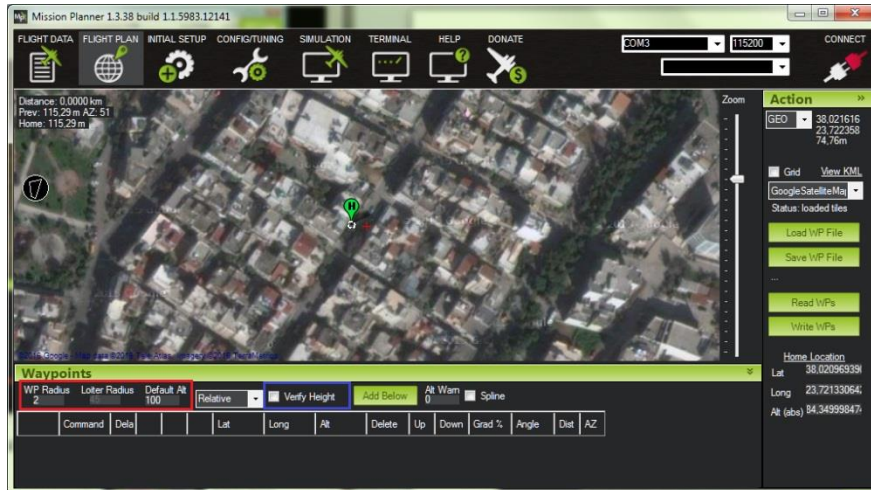 Mission Planner 1.3.38 build 1.1.5983.12141
FLIGHT DATA FLIGHT PLAN INITIAL SETUP CONFIG/TUNING SIMULATION TERMINAL HELP DONATE COM3 115200 CONNECT
Distance: 0,0000 km
Prev: 115,29 m AZ: 51
Home: 115,29 m
Zoom
Action »
GEO 38,021616
23,722358
74,76m
Grid View KML
GoogleSatelliteMap
Status: loaded tiles
Load WP File
Save WP File
...
Read WPs
Write WPs
Home Location
Lat 38,020969390
Long 23,72133064
Alt (abs) 84,34999847
H
Waypoints
WP Radius Loiter Radius Default Alt
2 45 100
Relative Verify Height Add Below Alt Warn Spline
0
Command Dela Lat Long Alt Delete Up Down Grad % Angle Dist AZ